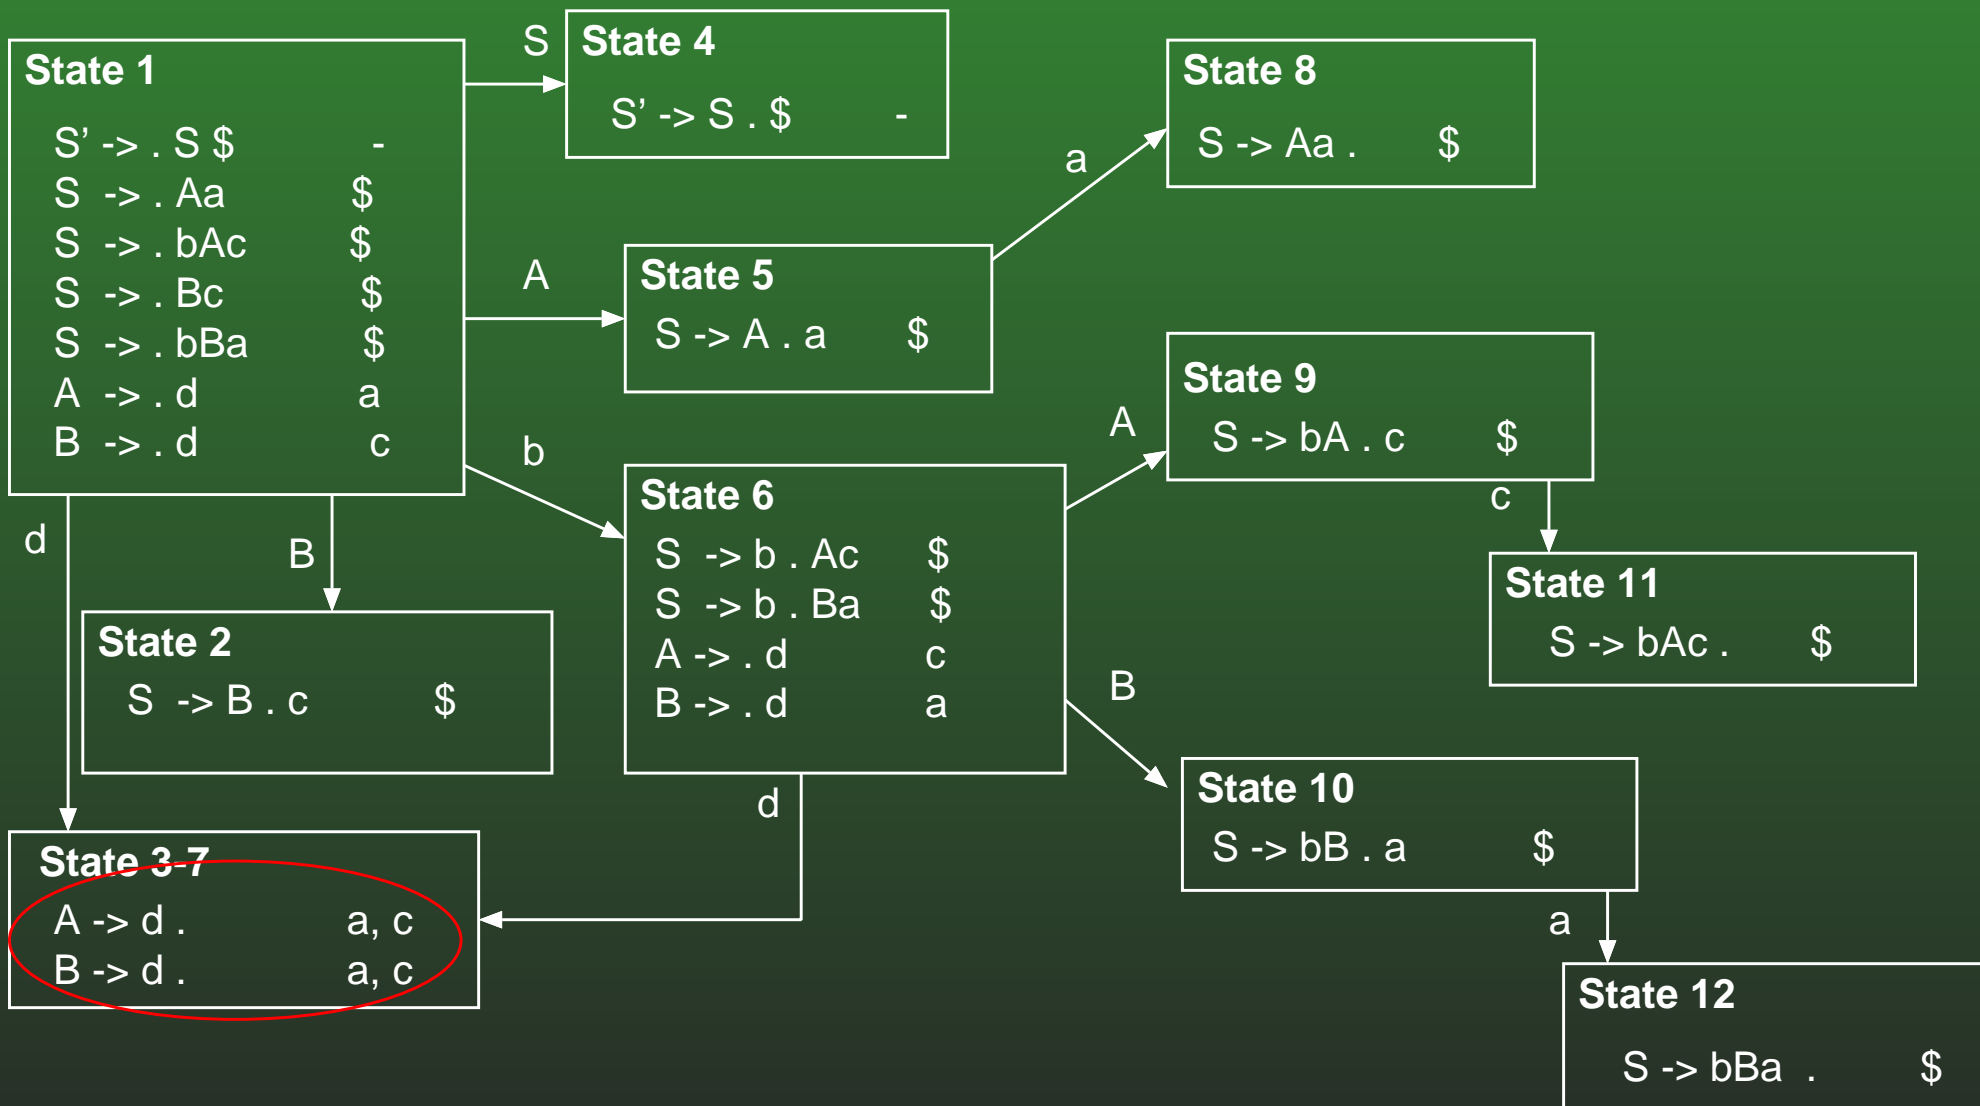 State 1
S’ -> . S $ -
S -> . Aa $
S -> . bAc $
S -> . Bc $
S -> . bBa $
A -> . d a
B -> . d c
S
State 4
S’ -> S . $ -
A
State 5
S -> A . a $
a
State 8
S -> Aa . $
b
State 6
S -> b . Ac $
S -> b . Ba $
A -> . d c
B -> . d a
A
State 9
S -> bA . c $
c
State 11
S -> bAc . $
d
B
State 2
S -> B . c $
B
State 10
S -> bB . a $
d
State 3-7
A -> d . a, c
B -> d . a, c
a
State 12
S -> bBa . $